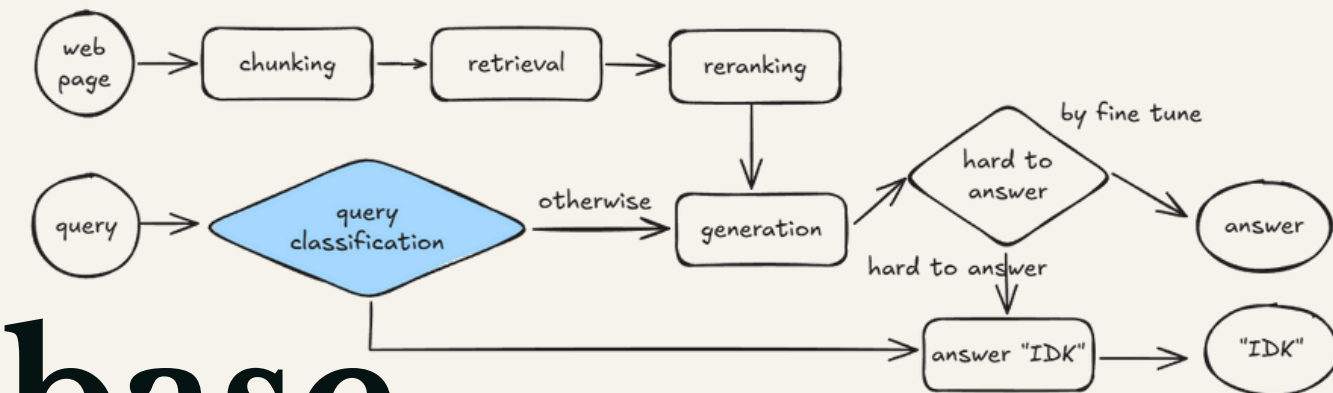 web
page
chunking
retrieval
reranking
by fine tune
hard to
answer
query
query
classification
otherwise
generation
answer
hard to answer
answer "IDK"
"IDK"
base